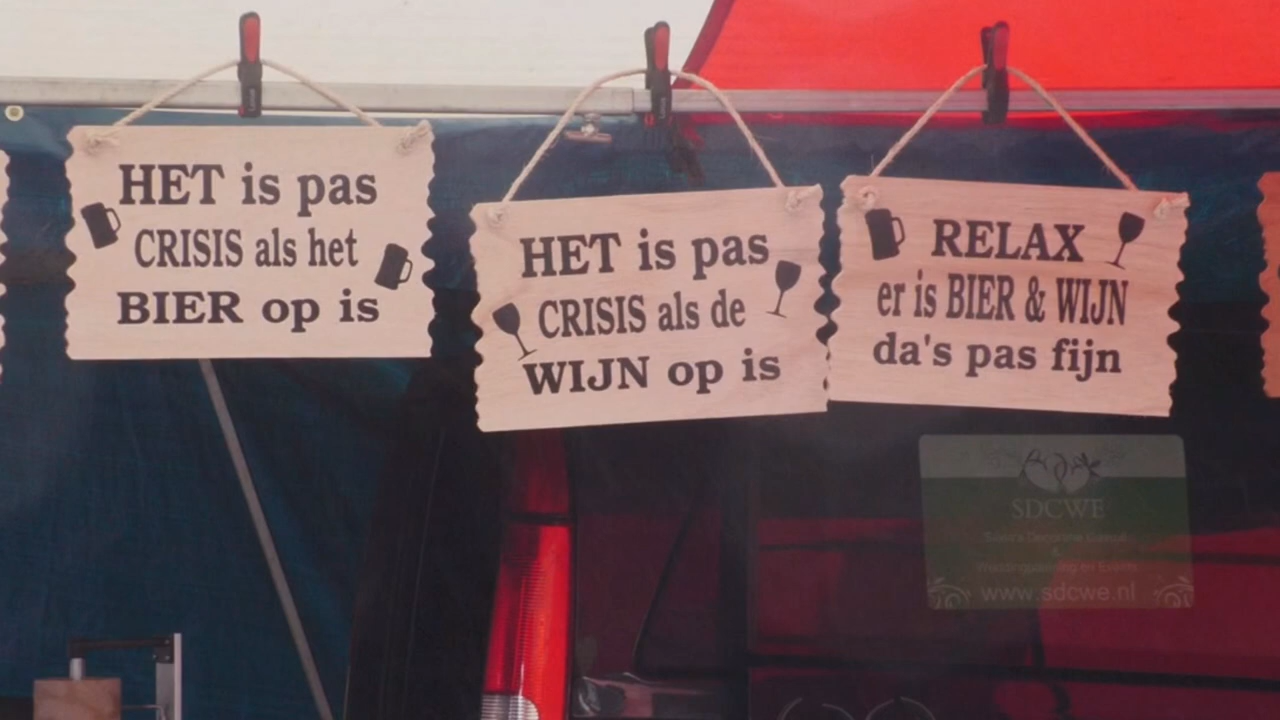 HET is pas
CRISIS als het
BIER op is
HET is pas
CRISIS als de
WIJN op is
RELAX
er is BIER & WIJN
da's pas fijn
SDCWE
&
www.sdcwe.nl